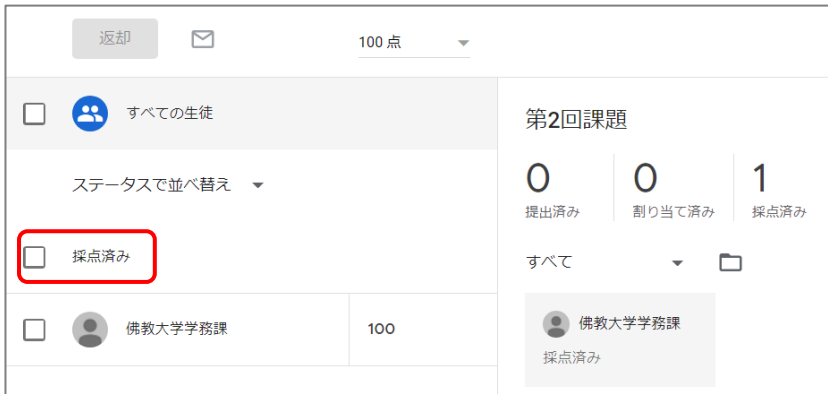 返却
100 点
すべての生徒
ステータスで並べ替え
採点済み
佛教大学学務課
100
第2回課題
0
提出済み
0
割り当て済み
1
採点済み
すべて
佛教大学学務課
採点済み